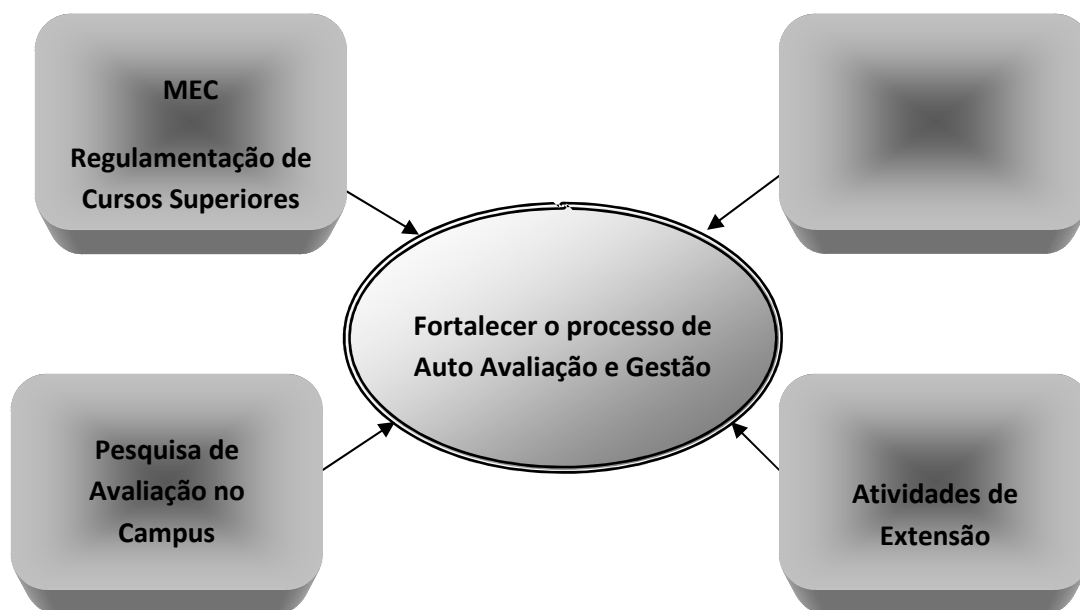 MEC
Regulamentação de
Cursos Superiores
Fortalecer o processo de
Auto Avaliação e Gestão
Pesquisa de
Avaliação no
Campus
Atividades de
Extensão